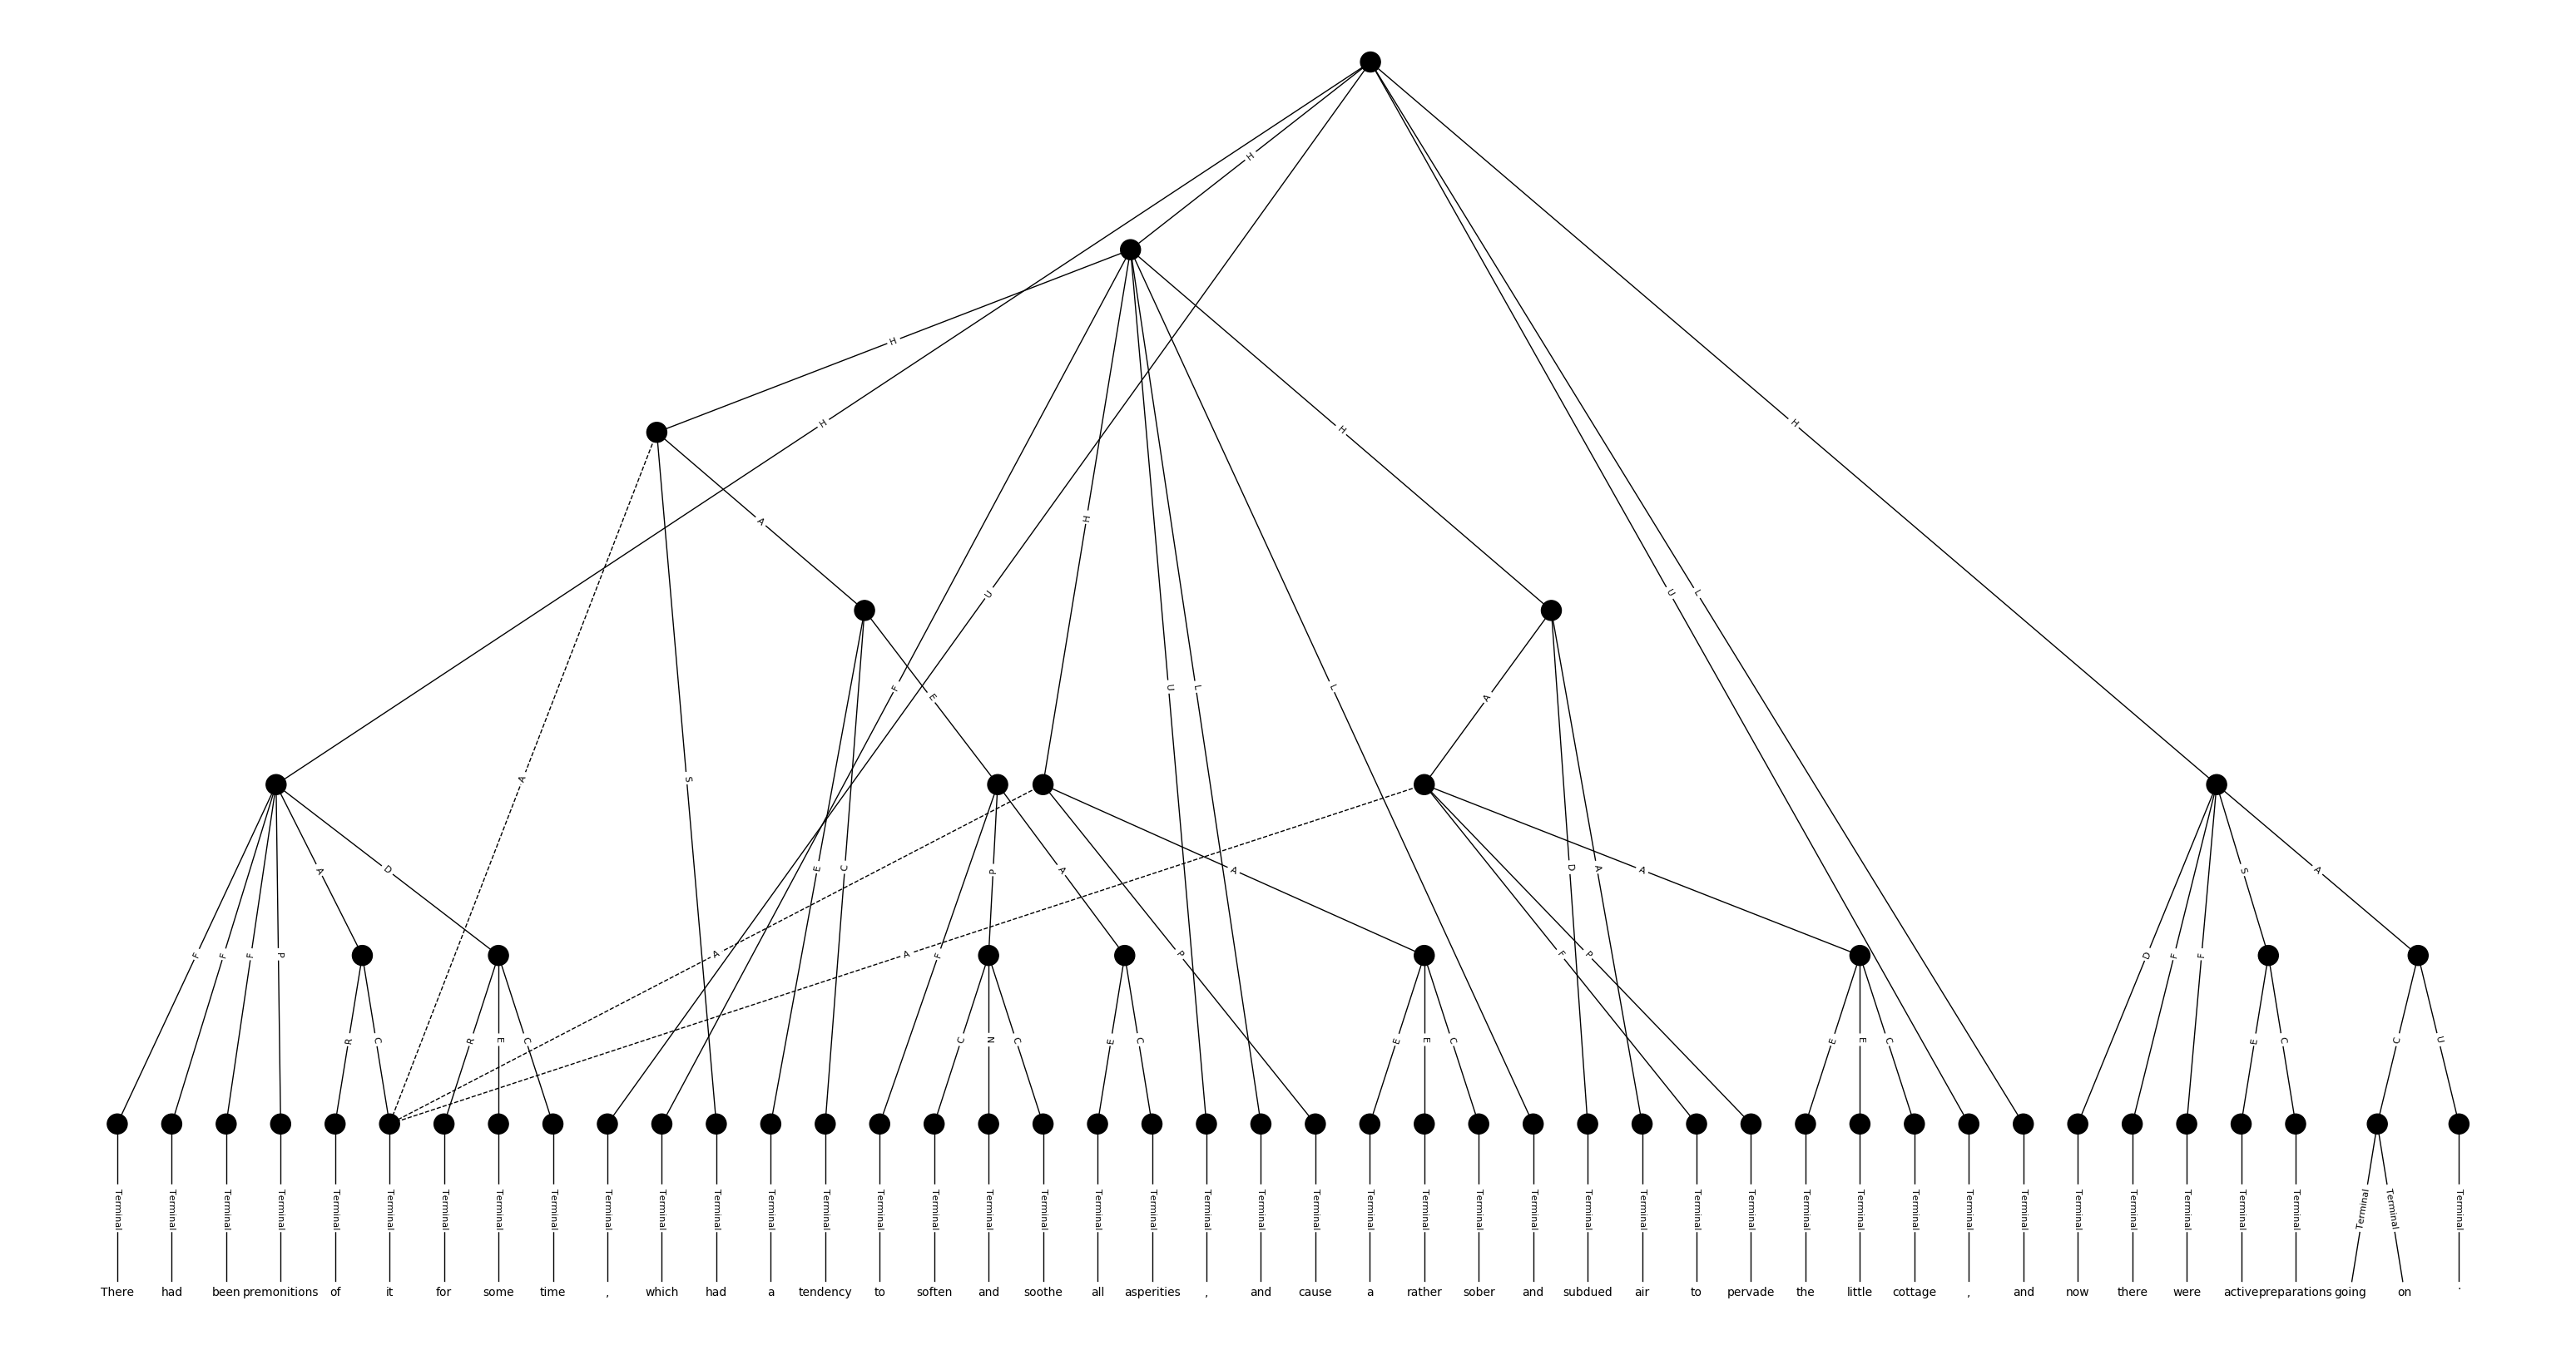 H
H
H
H
H
H
A
H
U
L
F
E
U
L
L
A
A
S
A
D
E
C
P
A
A
D
A
A
S
A
F
F
F
P
A
A
F
P
F
P
D
F
F
R
C
R
E
C
C
N
C
E
C
E
E
C
E
E
C
E
C
C
U
Terminal Terminal Terminal Terminal Terminal Terminal Terminal Terminal Terminal Terminal Terminal Terminal Terminal Terminal Terminal Terminal Terminal Terminal Terminal Terminal Terminal Terminal Terminal Terminal Terminal Terminal Terminal Terminal Terminal Terminal Terminal Terminal Terminal Terminal Terminal Terminal Terminal Terminal Terminal Terminal Terminal Terminal Terminal Terminal
There had been premonitions of it for some time , which had a tendency to soften and soothe all asperities , and cause a rather sober and subdued air to pervade the little cottage , and now there were active preparations going on .